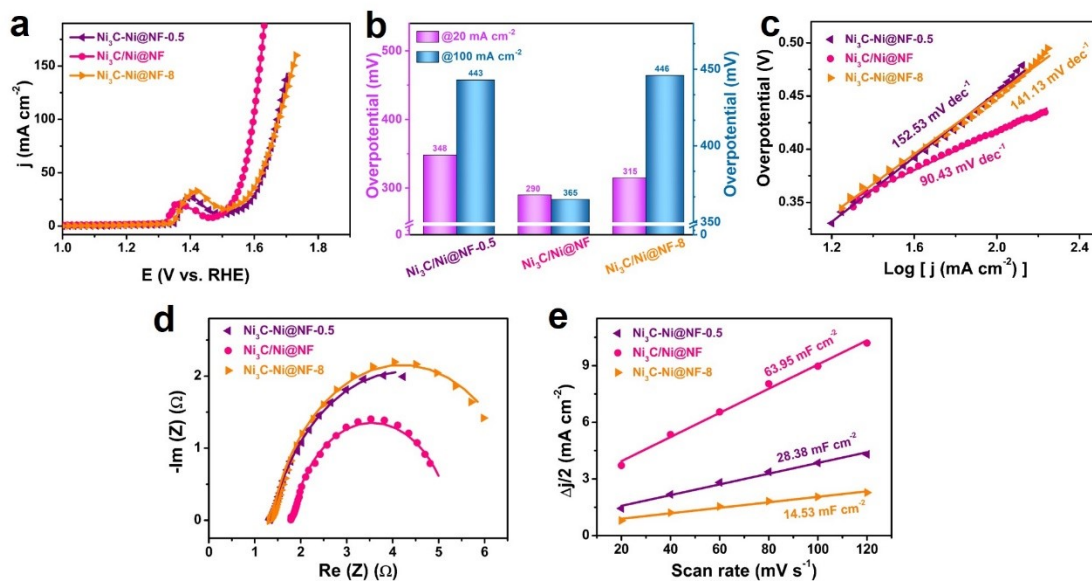 a
Ni₃C-Ni@NF-0.5
Ni₃C/Ni@NF
Ni₃C-Ni@NF-8
j (mA cm⁻²)
150
100
50
0
1.0 1.2 1.4 1.6 1.8
E (V vs. RHE)
b
@20 mA cm⁻²
@100 mA cm⁻²
Overpotential (mV)
500
400
300
0
348
443
290
365
315
446
450
400
350
0
Overpotential (mV)
Ni₃C/Ni@NF-0.5
Ni₃C/Ni@NF
Ni₃C/Ni@NF-8
c
Ni₃C-Ni@NF-0.5
Ni₃C/Ni@NF
Ni₃C-Ni@NF-8
Overpotential (V)
0.50
0.45
0.40
0.35
152.53 mV dec⁻¹
141.13 mV dec⁻¹
90.43 mV dec⁻¹
1.2 1.6 2.0 2.4
Log [ j (mA cm⁻²) ]
d
Ni₃C-Ni@NF-0.5
Ni₃C/Ni@NF
Ni₃C-Ni@NF-8
-Im (Z) (Ω)
2
1
0
0 1 2 3 4 5 6
Re (Z) (Ω)
e
Ni₃C-Ni@NF-0.5
Ni₃C/Ni@NF
Ni₃C-Ni@NF-8
Δj/2 (mA cm⁻²)
9
6
3
0
63.95 mF cm⁻²
28.38 mF cm⁻²
14.53 mF cm⁻²
20 40 60 80 100 120
Scan rate (mV s⁻¹)